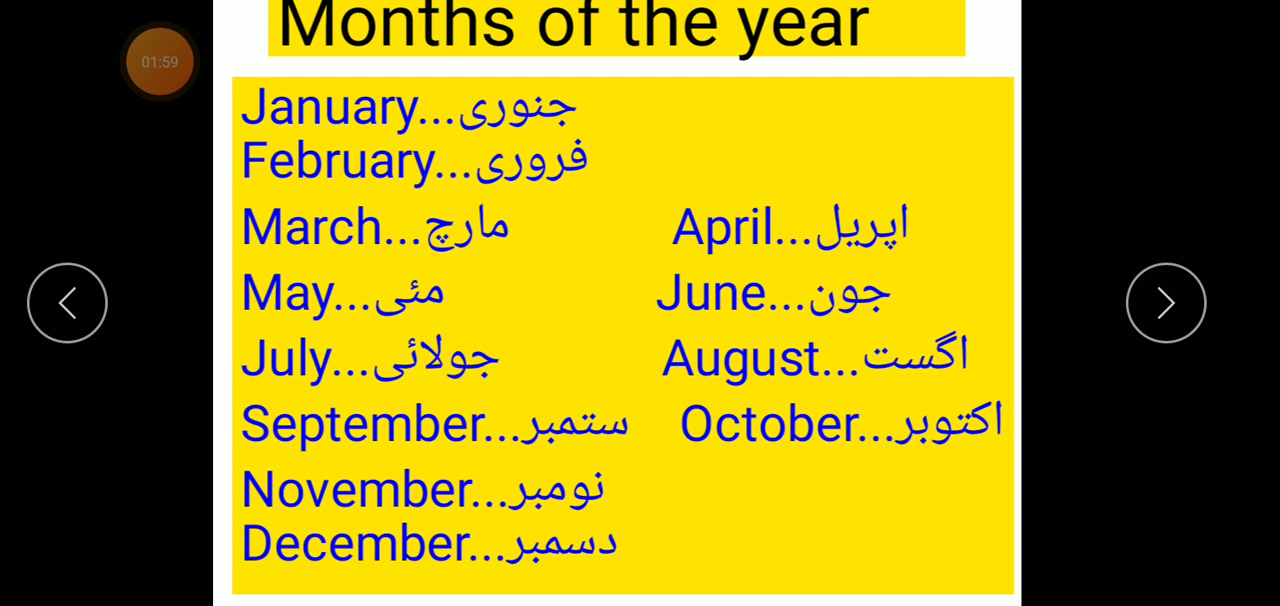 Months of the year
01:59
January...جنوری
February...فروری
March...مارچ April...اپریل
May...مئی June...جون
July...جولائی August...اگست
September...ستمبر October...اکتوبر
November...نومبر
December...دسمبر